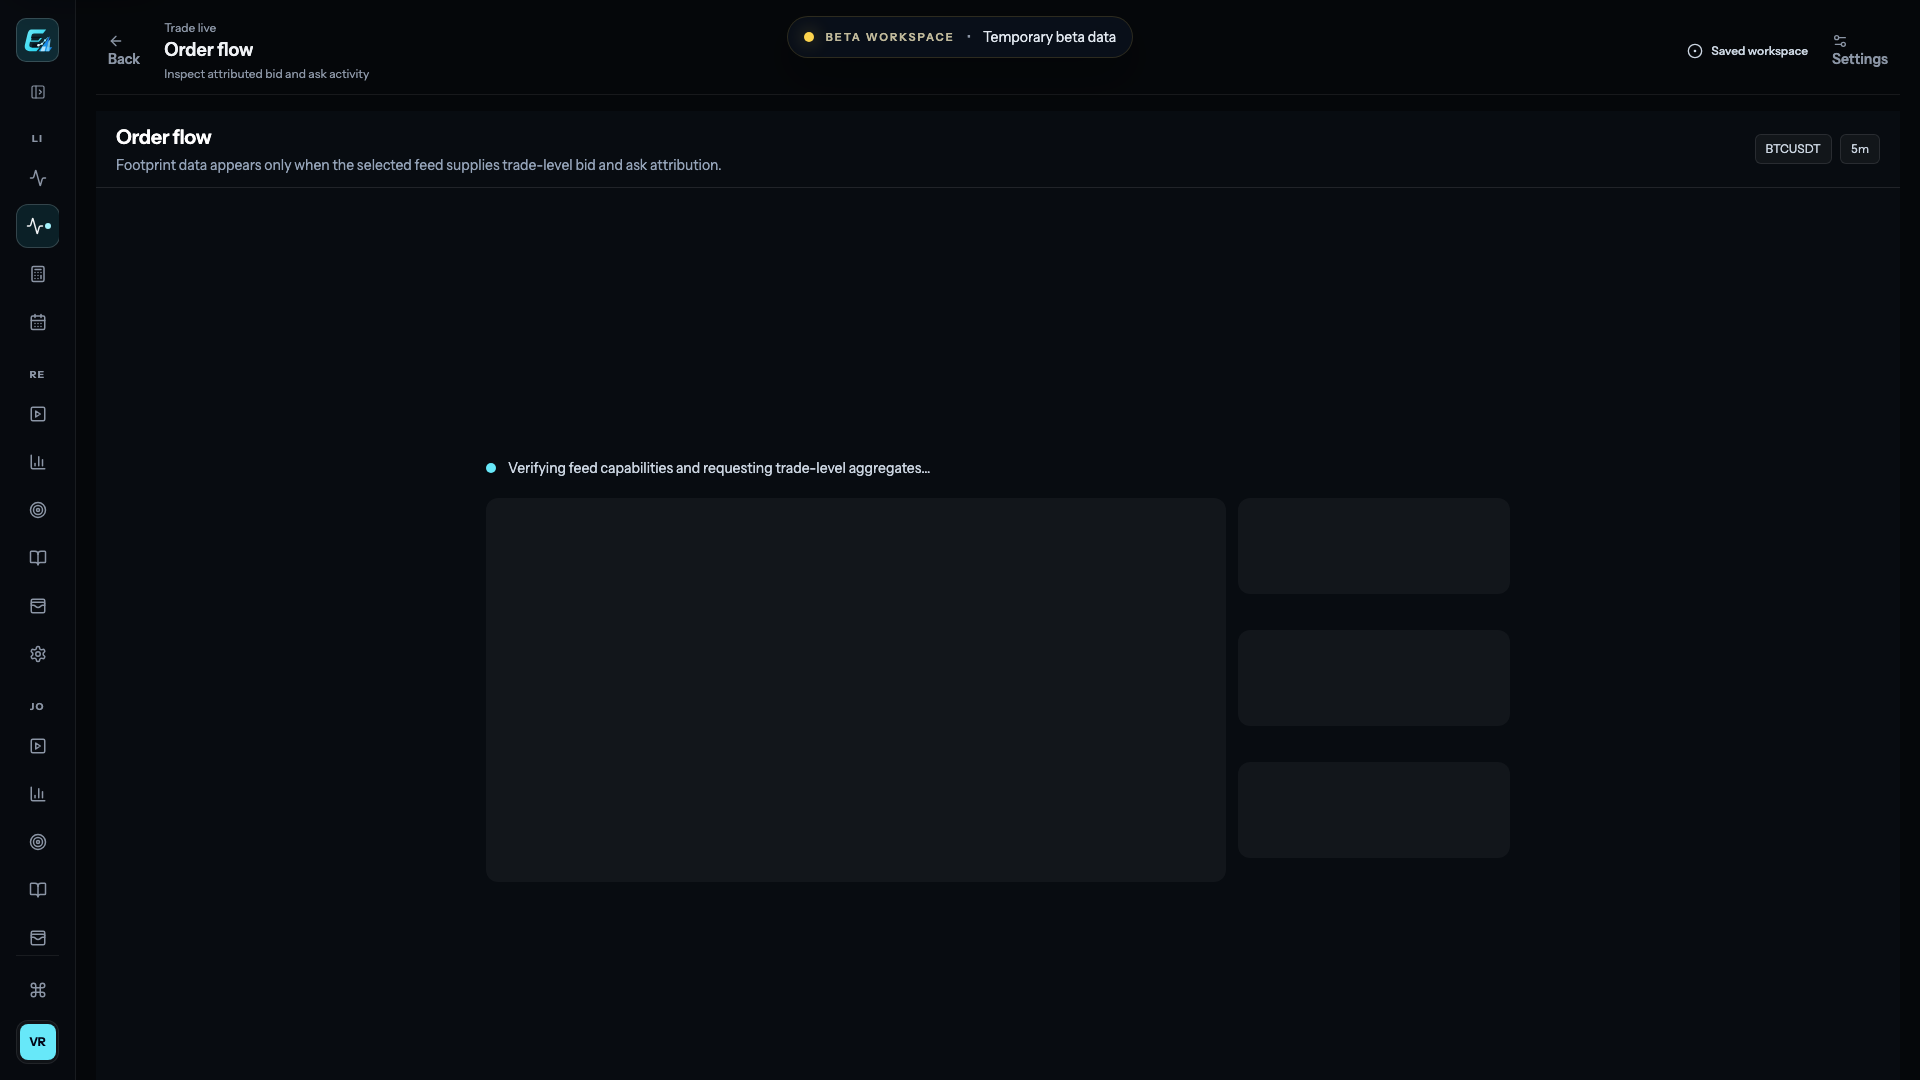 Trade live
Back
Order flow
Inspect attributed bid and ask activity
BETA WORKSPACE • Temporary beta data
Saved workspace
Settings
LI
Order flow
Footprint data appears only when the selected feed supplies trade-level bid and ask attribution.
BTCUSDT
5m
RE
Verifying feed capabilities and requesting trade-level aggregates...
JO
VR